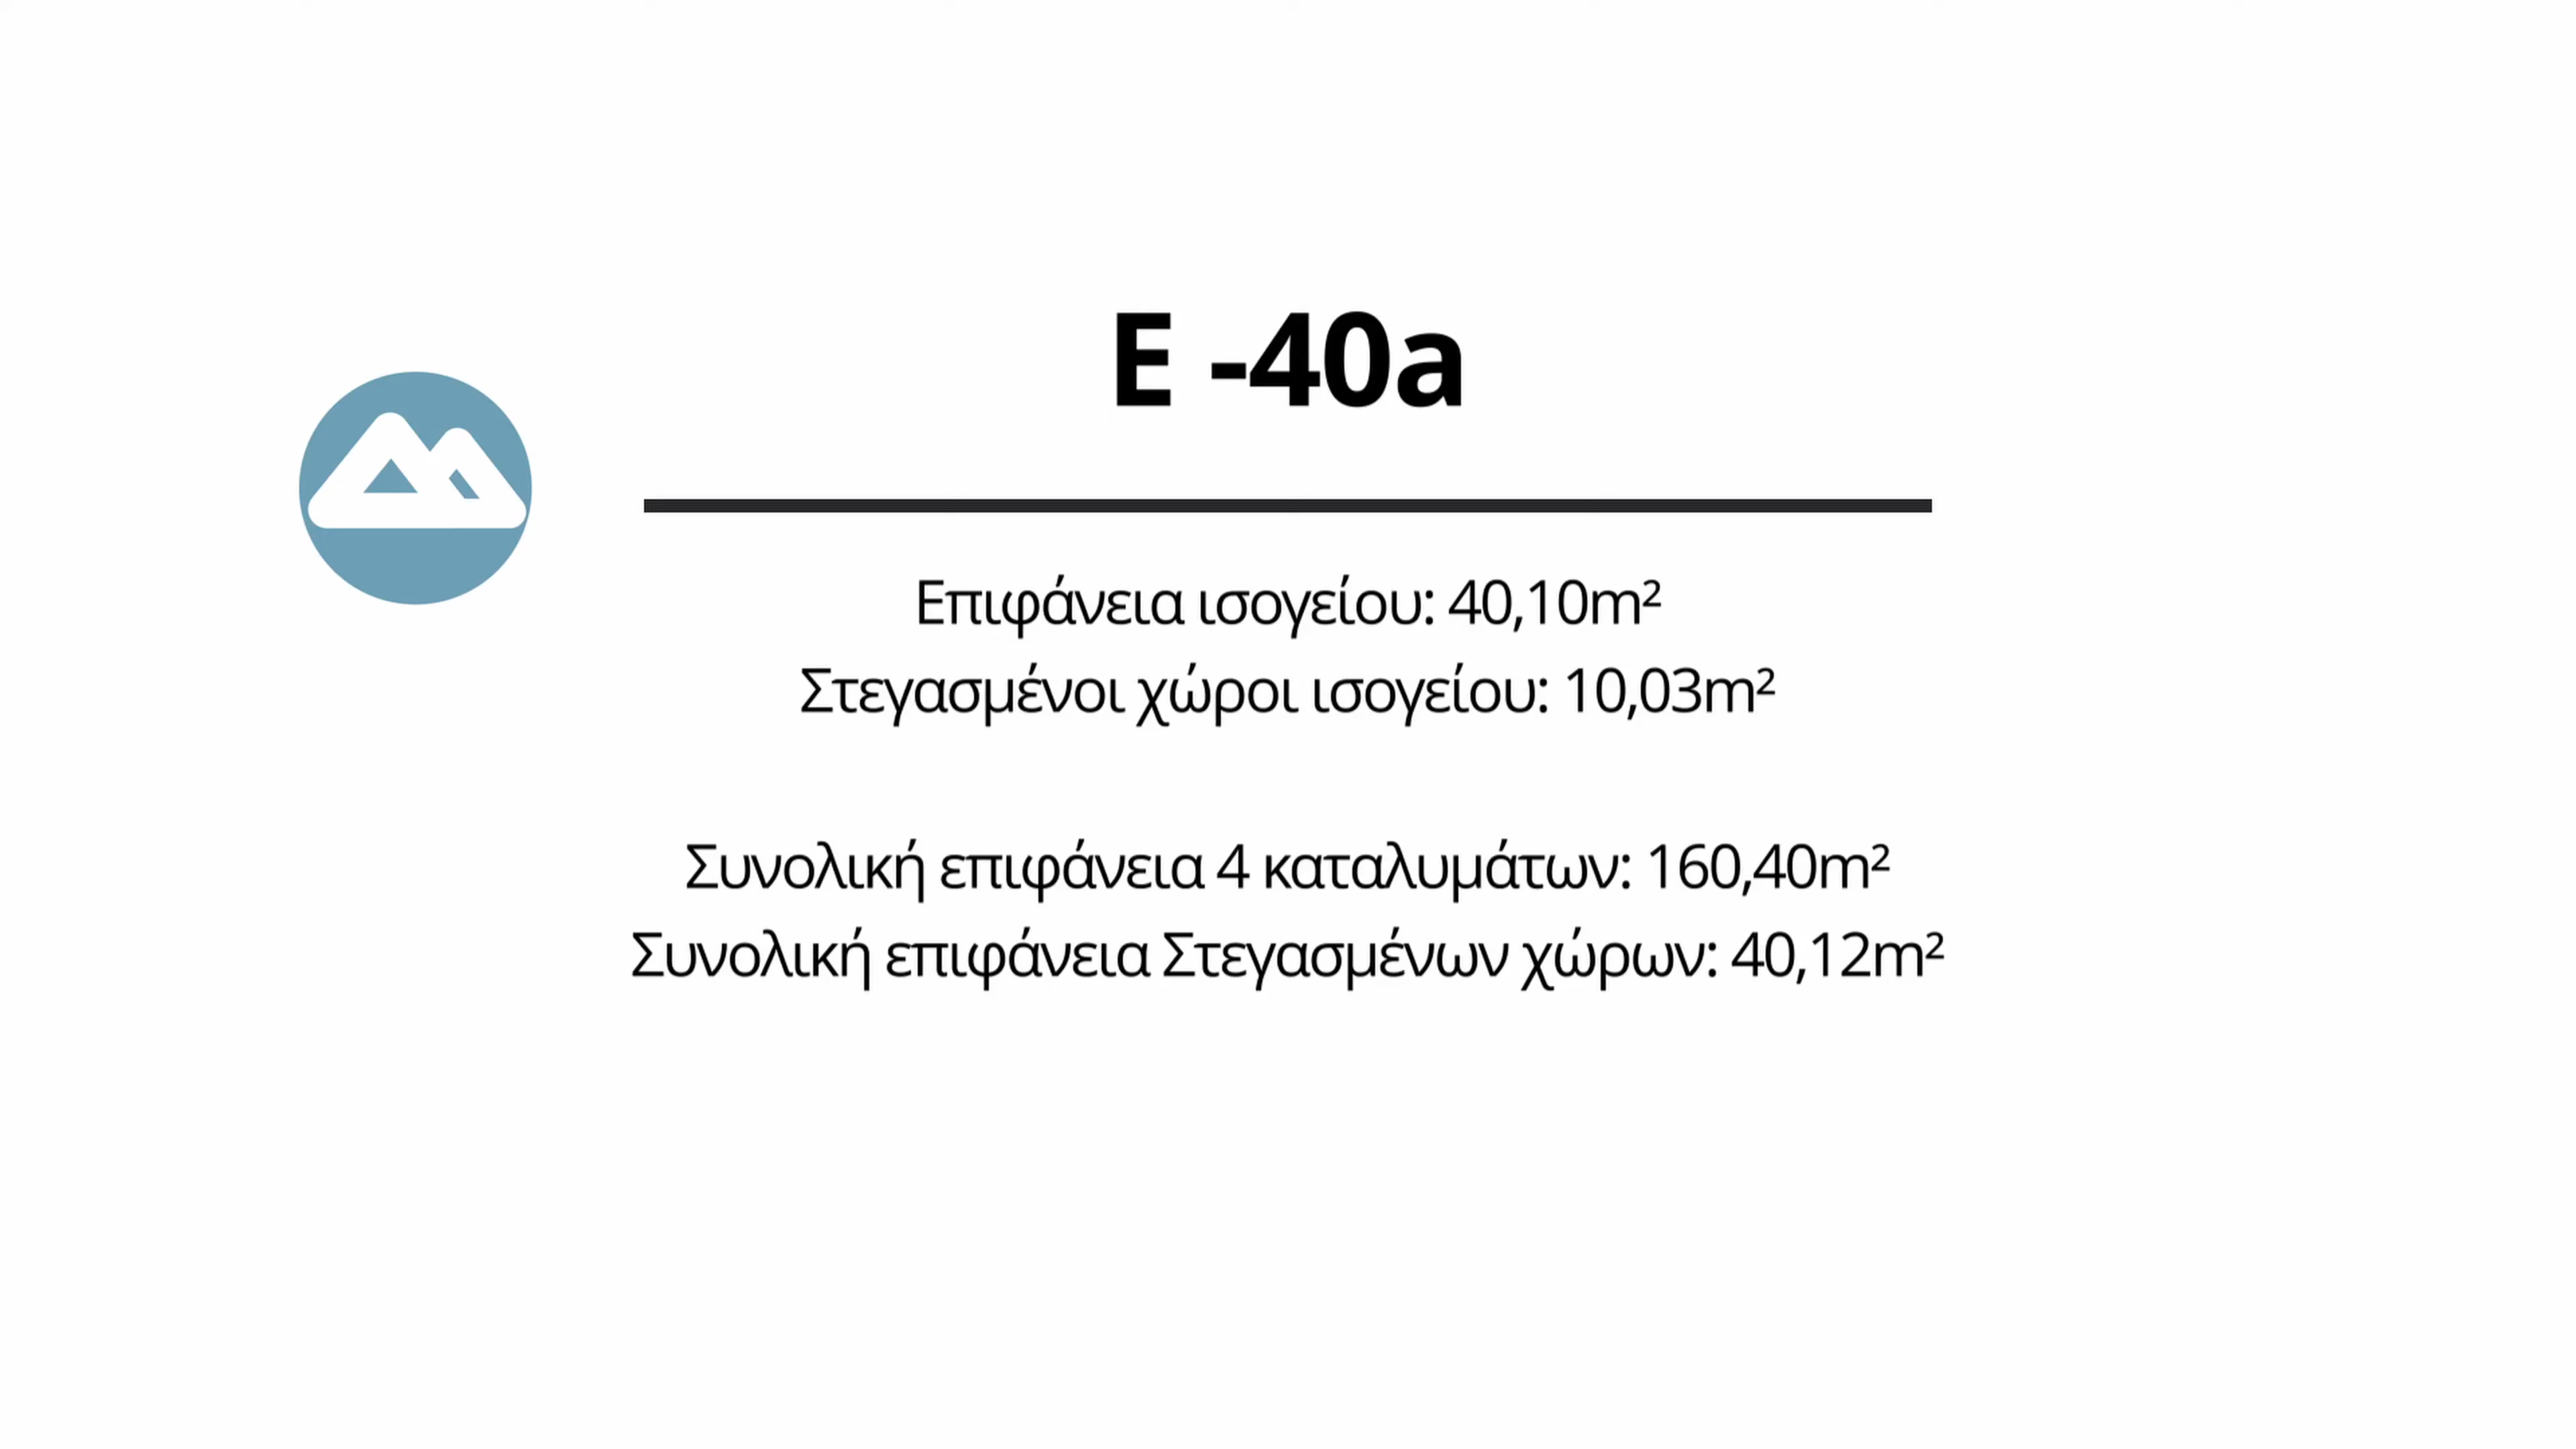 E -40a
Επιφάνεια ισογείου: 40,10m²
Στεγασμένοι χώροι ισογείου: 10,03m²
Συνολική επιφάνεια 4 καταλυμάτων: 160,40m²
Συνολική επιφάνεια Στεγασμένων χώρων: 40,12m²